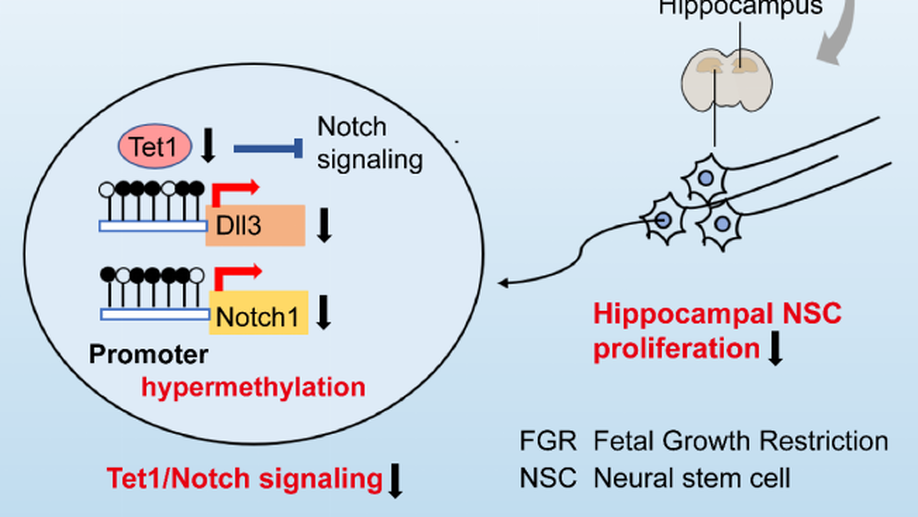 Hippocampus
Tet1
Notch
signaling
Dll3
Notch1
Promoter
hypermethylation
Tet1/Notch signaling
Hippocampal NSC
proliferation
FGR Fetal Growth Restriction
NSC Neural stem cell